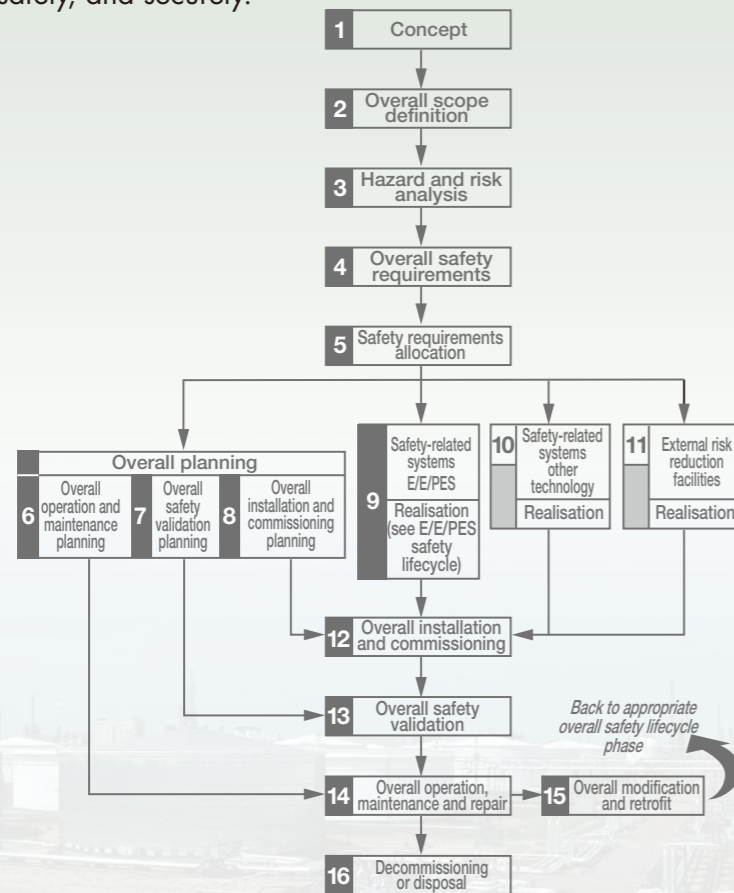 safely, and securely.
1 Concept
2 Overall scope
definition
3 Hazard and risk
analysis
4 Overall safety
requirements
5 Safety requirements
allocation
Overall planning
6 Overall
operation and
maintenance
planning
7 Overall
safety
validation
planning
8 Overall
installation and
commissioning
planning
9 Safety-related
systems
E/E/PES
Realisation
(see E/E/PES
safety
lifecycle)
10 Safety-related
systems
other
technology
Realisation
11 External risk
reduction
facilities
Realisation
12 Overall installation
and commissioning
13 Overall safety
validation
Back to appropriate
overall safety lifecycle
phase
14 Overall operation,
maintenance and repair
15 Overall modification
and retrofit
16 Decommissioning
or disposal